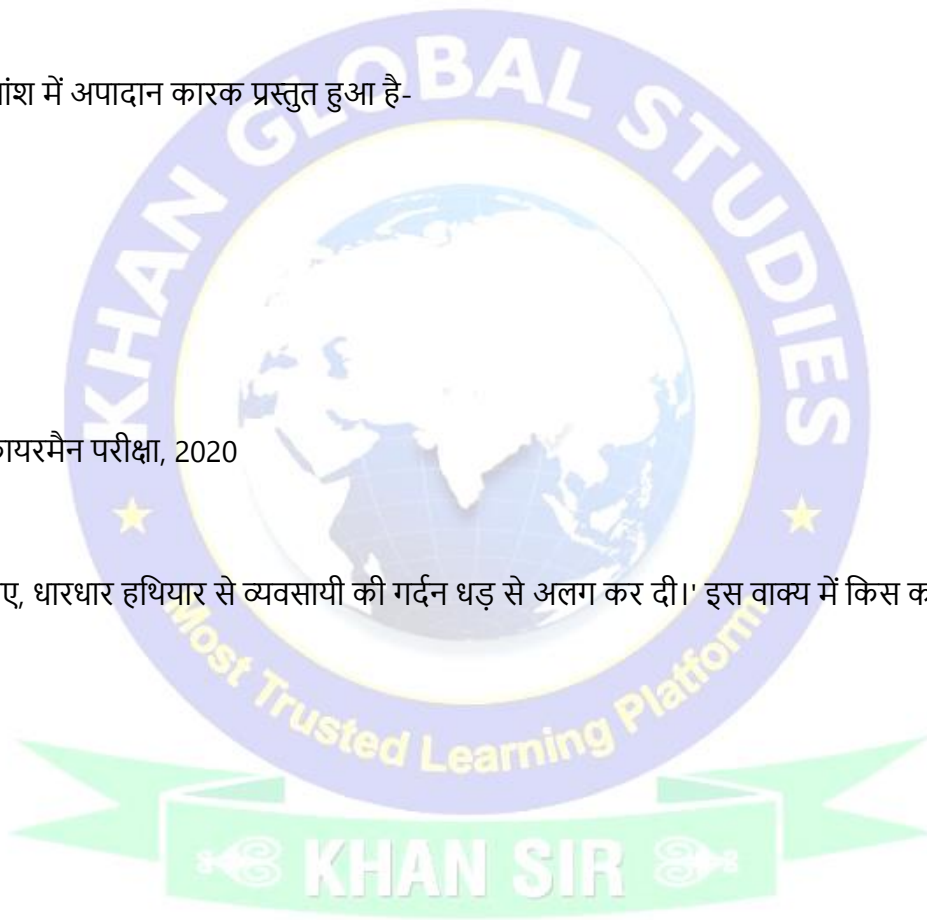 KHAN GLOBAL STUDIES
ांश में अपादान कारक प्रस्तुत हुआ है-
परीक्षा, 2020
धारधार हथियार से व्यवसायी की गर्दन धड़ से अलग कर दी।' इस वाक्य में किस
Most Trusted Learning Platform
KHAN SIR